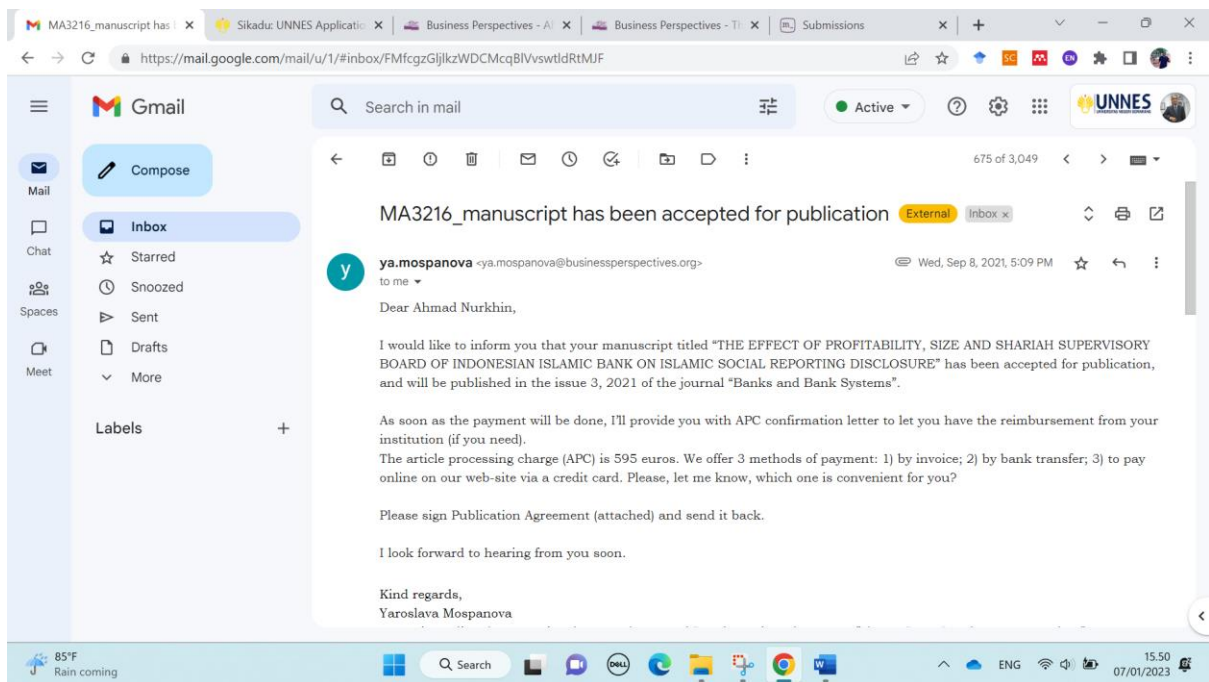 MA3216_manuscript has
Sikadu: UNNES Applicatio
Business Perspectives - A
Business Perspectives - T
Submissions
https://mail.google.com/mail/u/1/#inbox/FMfcgzGljlkzWDCMcqBlVvswtldRtMJF
Gmail
Search in mail
Active
UNNES
Compose
675 of 3,049
Mail
Chat
Spaces
Meet
Inbox
Starred
Snoozed
Sent
Drafts
More
Labels
MA3216_manuscript has been accepted for publication External Inbox x
y
ya.mospanova <ya.mospanova@businessperspectives.org>
Wed, Sep 8, 2021, 5:09 PM
to me
Dear Ahmad Nurkhin,
I would like to inform you that your manuscript titled “THE EFFECT OF PROFITABILITY, SIZE AND SHARIAH SUPERVISORY
BOARD OF INDONESIAN ISLAMIC BANK ON ISLAMIC SOCIAL REPORTING DISCLOSURE” has been accepted for publication,
and will be published in the issue 3, 2021 of the journal “Banks and Bank Systems”.
As soon as the payment will be done, I'll provide you with APC confirmation letter to let you have the reimbursement from your
institution (if you need).
The article processing charge (APC) is 595 euros. We offer 3 methods of payment: 1) by invoice; 2) by bank transfer; 3) to pay
online on our web-site via a credit card. Please, let me know, which one is convenient for you?
Please sign Publication Agreement (attached) and send it back.
I look forward to hearing from you soon.
Kind regards,
Yaroslava Mospanova
85°F
Rain coming
Search
DELL
ENG
15.50
07/01/2023